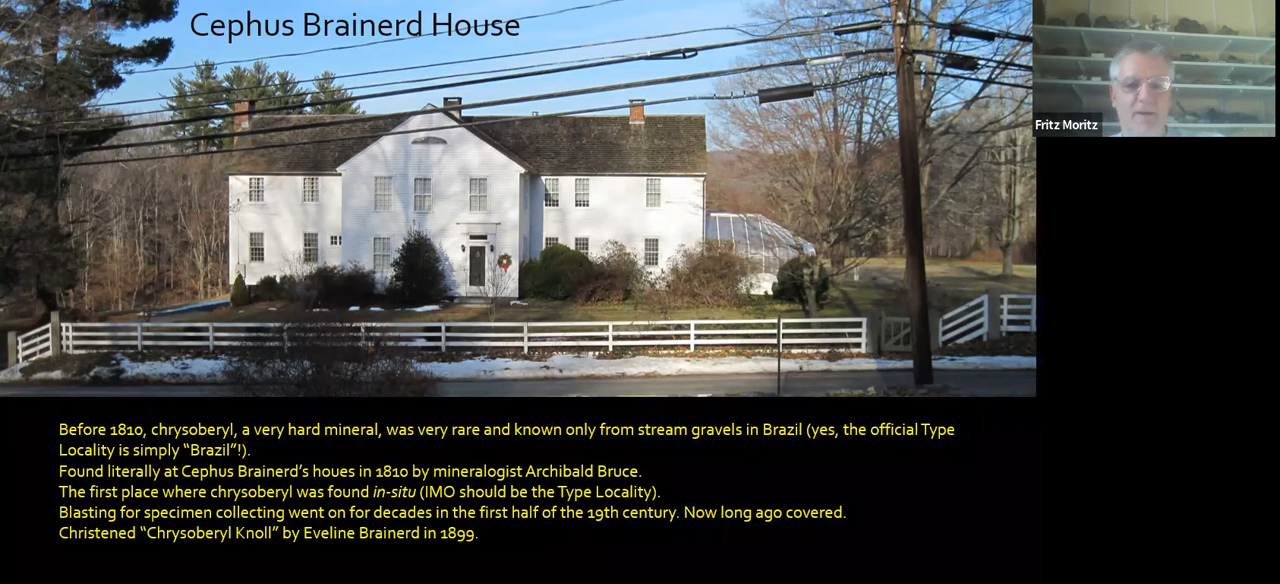 Cephus Brainerd House
Fritz Moritz
Before 1810, chrysoberyl, a very hard mineral, was very rare and known only from stream gravels in Brazil (yes, the official Type
Locality is simply “Brazil”!).
Found literally at Cephus Brainerd’s houes in 1810 by mineralogist Archibald Bruce.
The first place where chrysoberyl was found in-situ (IMO should be the Type Locality).
Blasting for specimen collecting went on for decades in the first half of the 19th century. Now long ago covered.
Christened “Chrysoberyl Knoll” by Eveline Brainerd in 1899.